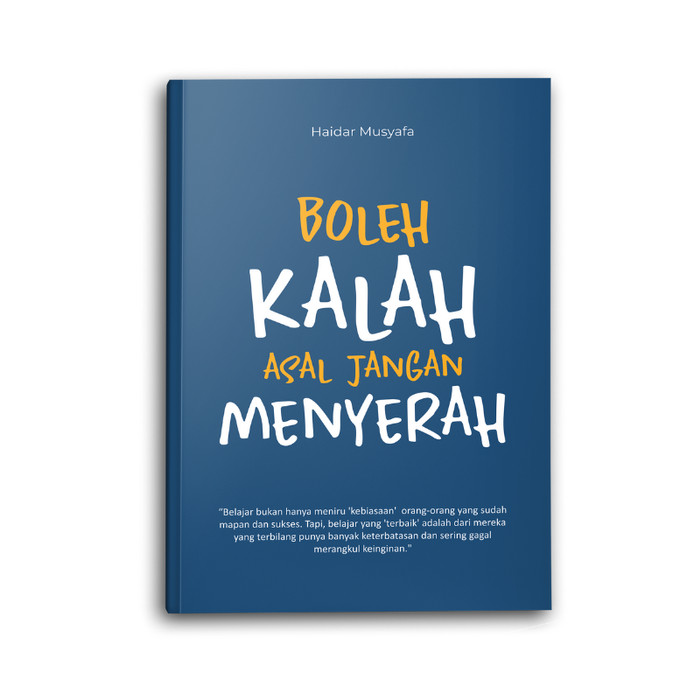 Haidar Musyafa
BOLEH
KALAH
ASAL JANGAN
MENYERAH
"Belajar bukan hanya meniru 'kebiasaan' orang-orang yang sudah
mapan dan sukses. Tapi, belajar yang 'terbaik' adalah dari mereka
yang terbilang punya banyak keterbatasan dan sering gagal
merangkul keinginan."